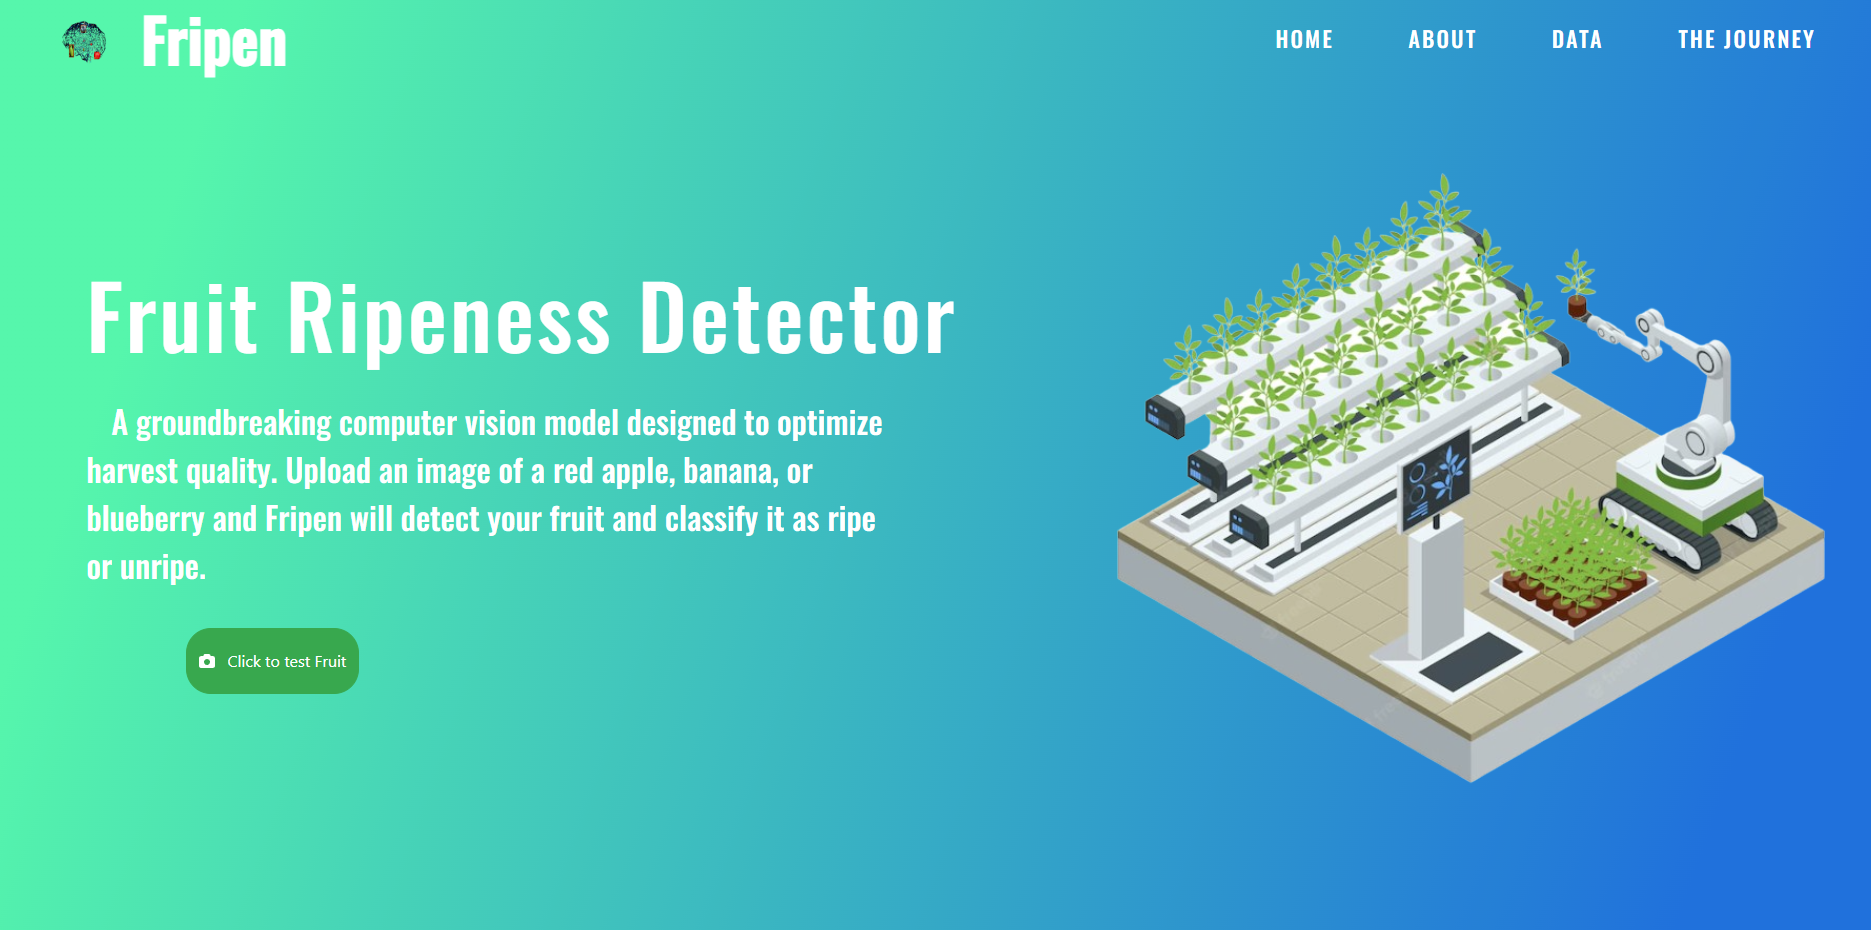 Fripen
HOME
ABOUT
DATA
THE JOURNEY
Fruit Ripeness Detector
A groundbreaking computer vision model designed to optimize
harvest quality. Upload an image of a red apple, banana, or
blueberry and Fripen will detect your fruit and classify it as ripe
or unripe.
Click to test Fruit